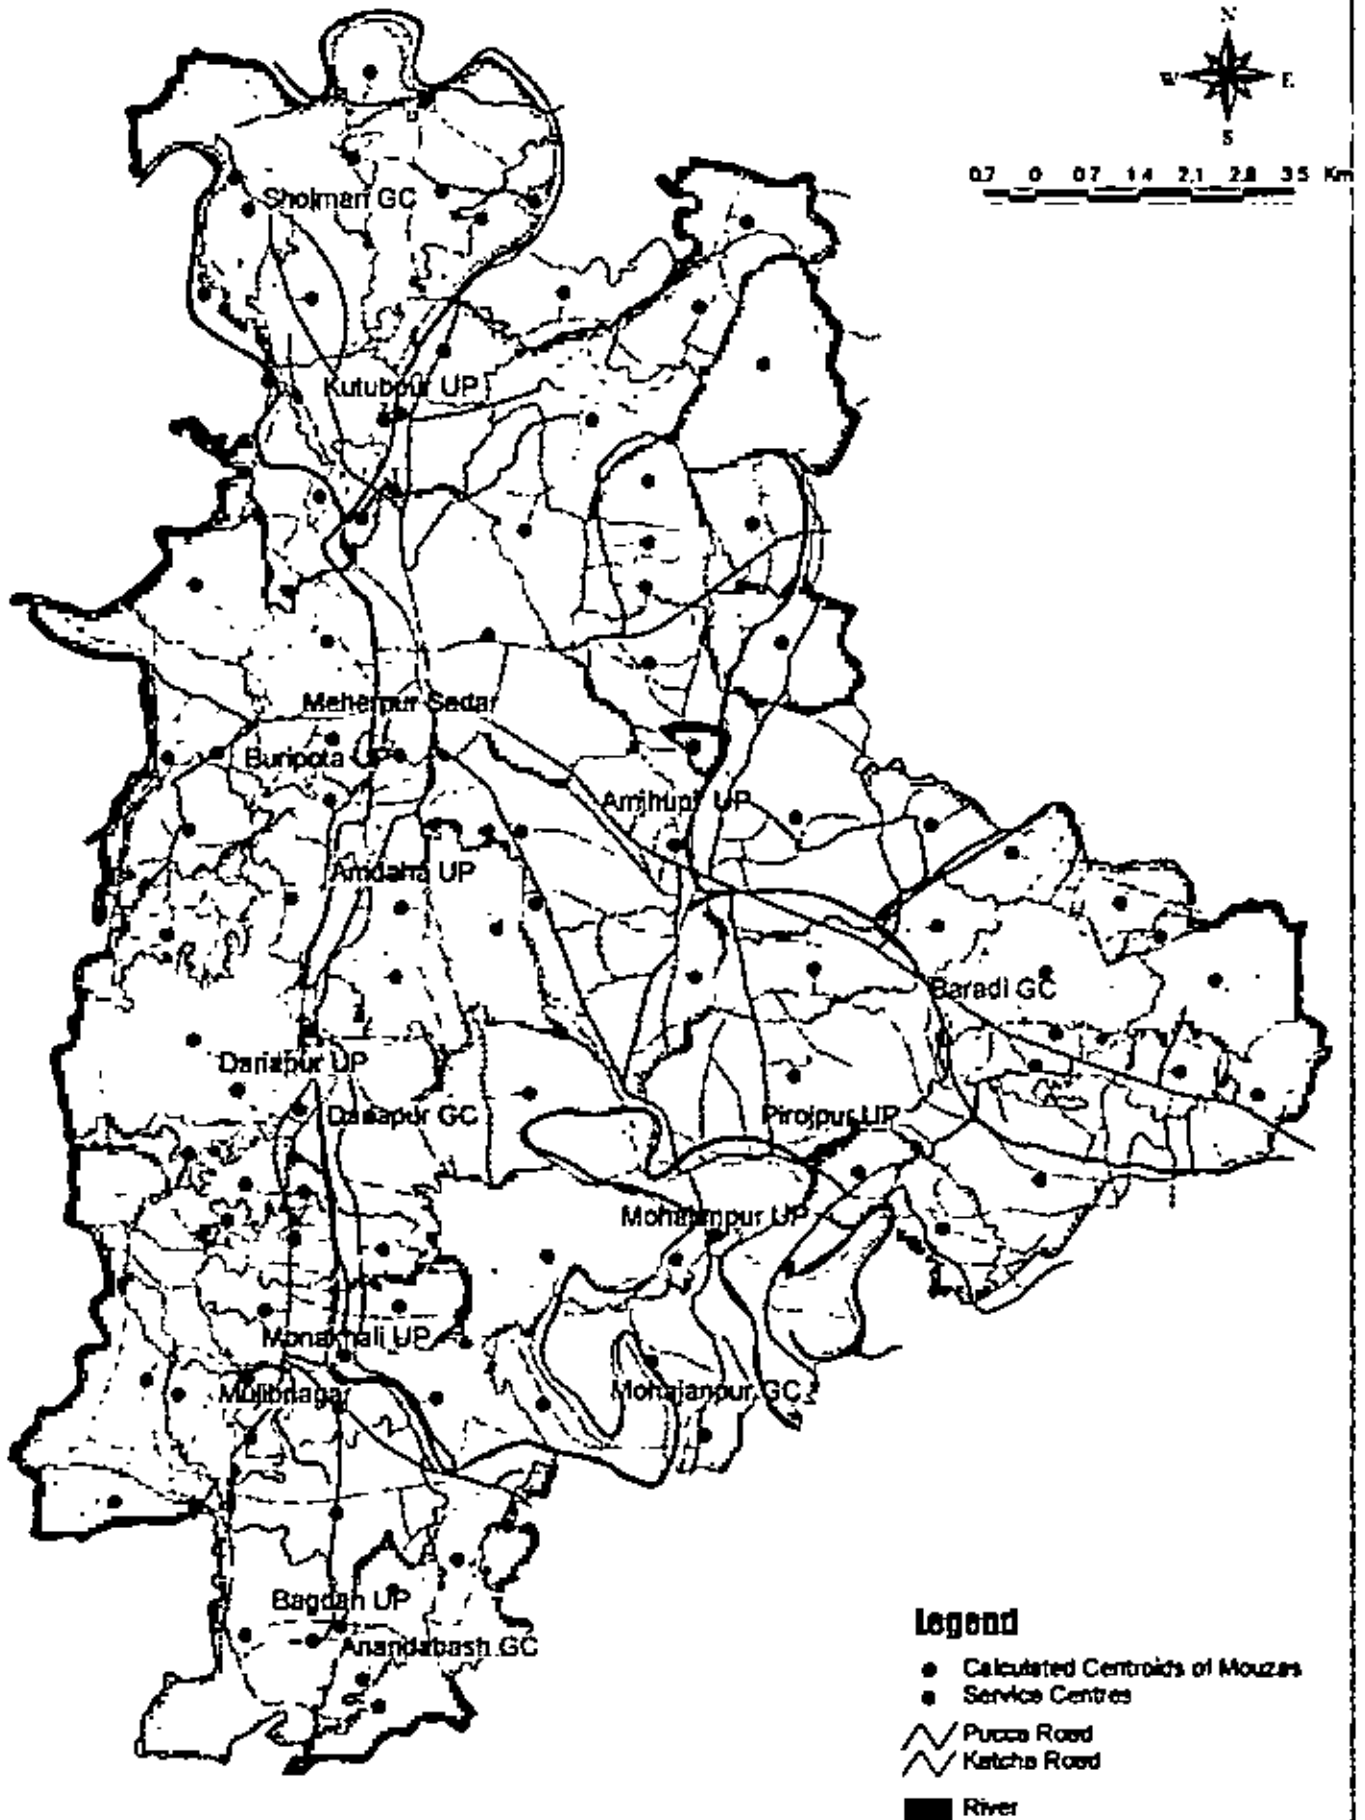 N
W E
S
0.7 0 0.7 1.4 2.1 2.8 3.5 Km
Sholman GC
Kutubpur UP
Meherpur Sadar
Buripota UP
Amjhupi UP
Amdaha UP
Baradi GC
Dariapur UP
Dariapur GC
Pirojpur UP
Mohajanpur UP
Monakhali UP
Mujibnagar
Mohajanpur GC
Bagoan UP
Anandabash GC
Legend
Calculated Centroids of Mouzas
Service Centres
Pucca Road
Katcha Road
River